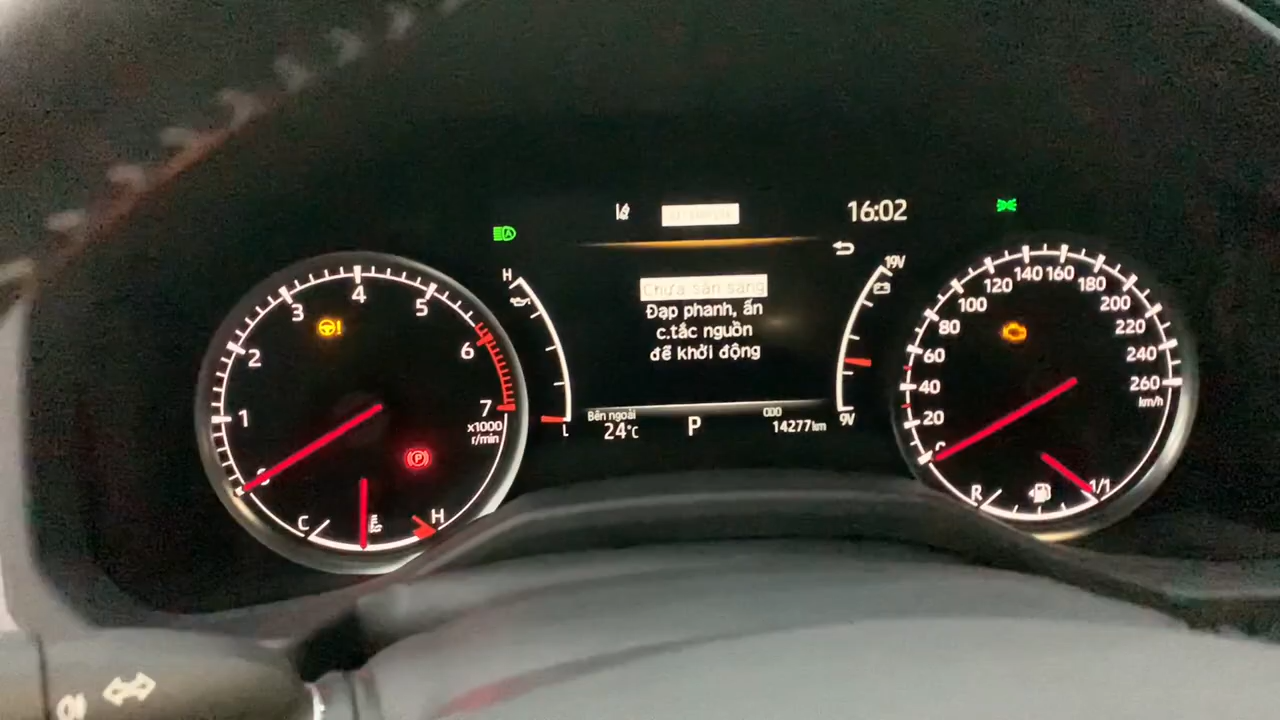 16:02
H
19V
Chưa sẵn sàng
Đạp phanh, ấn
c.tắc nguồn
để khởi động
L
9V
Bên ngoài
24°C
P
ODO
14277km
1
2
3
4
5
6
7
x1000
r/min
C
H
P
20
40
60
80
100
120
140
160
180
200
220
240
260
km/h
R
1/1
A